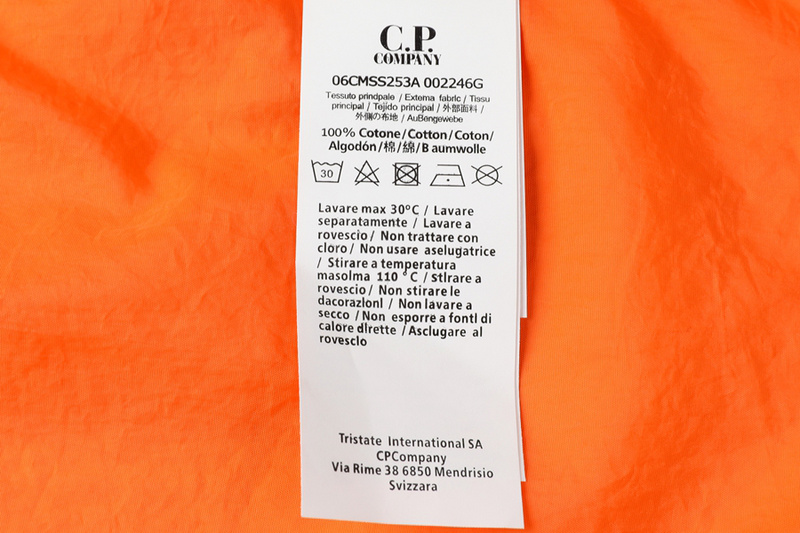 C.P.
COMPANY
06CMSS253A 002246G
Tessuto prindpale / Extema fabric / Tissu
principal / Tejido principal / 外部面料 /
外側の布地 / Außengewebe
100% Cotone/Cotton/Coton/
Algodón/棉/綿/B aumwolle
30
Lavare max 30°C / Lavare
separatamente / Lavare a
rovescio / Non trattare con
cloro / Non usare aselugatrice
/ Stirare a temperatura
masolma 110 °C / stlrare a
rovescio / Non stirare le
dacorazlonl / Non lavare a
secco / Non esporre a fontl di
calore dlrette / Asclugare al
rovesclo
Tristate International SA
CPCompany
Via Rime 38 6850 Mendrisio
Svizzara